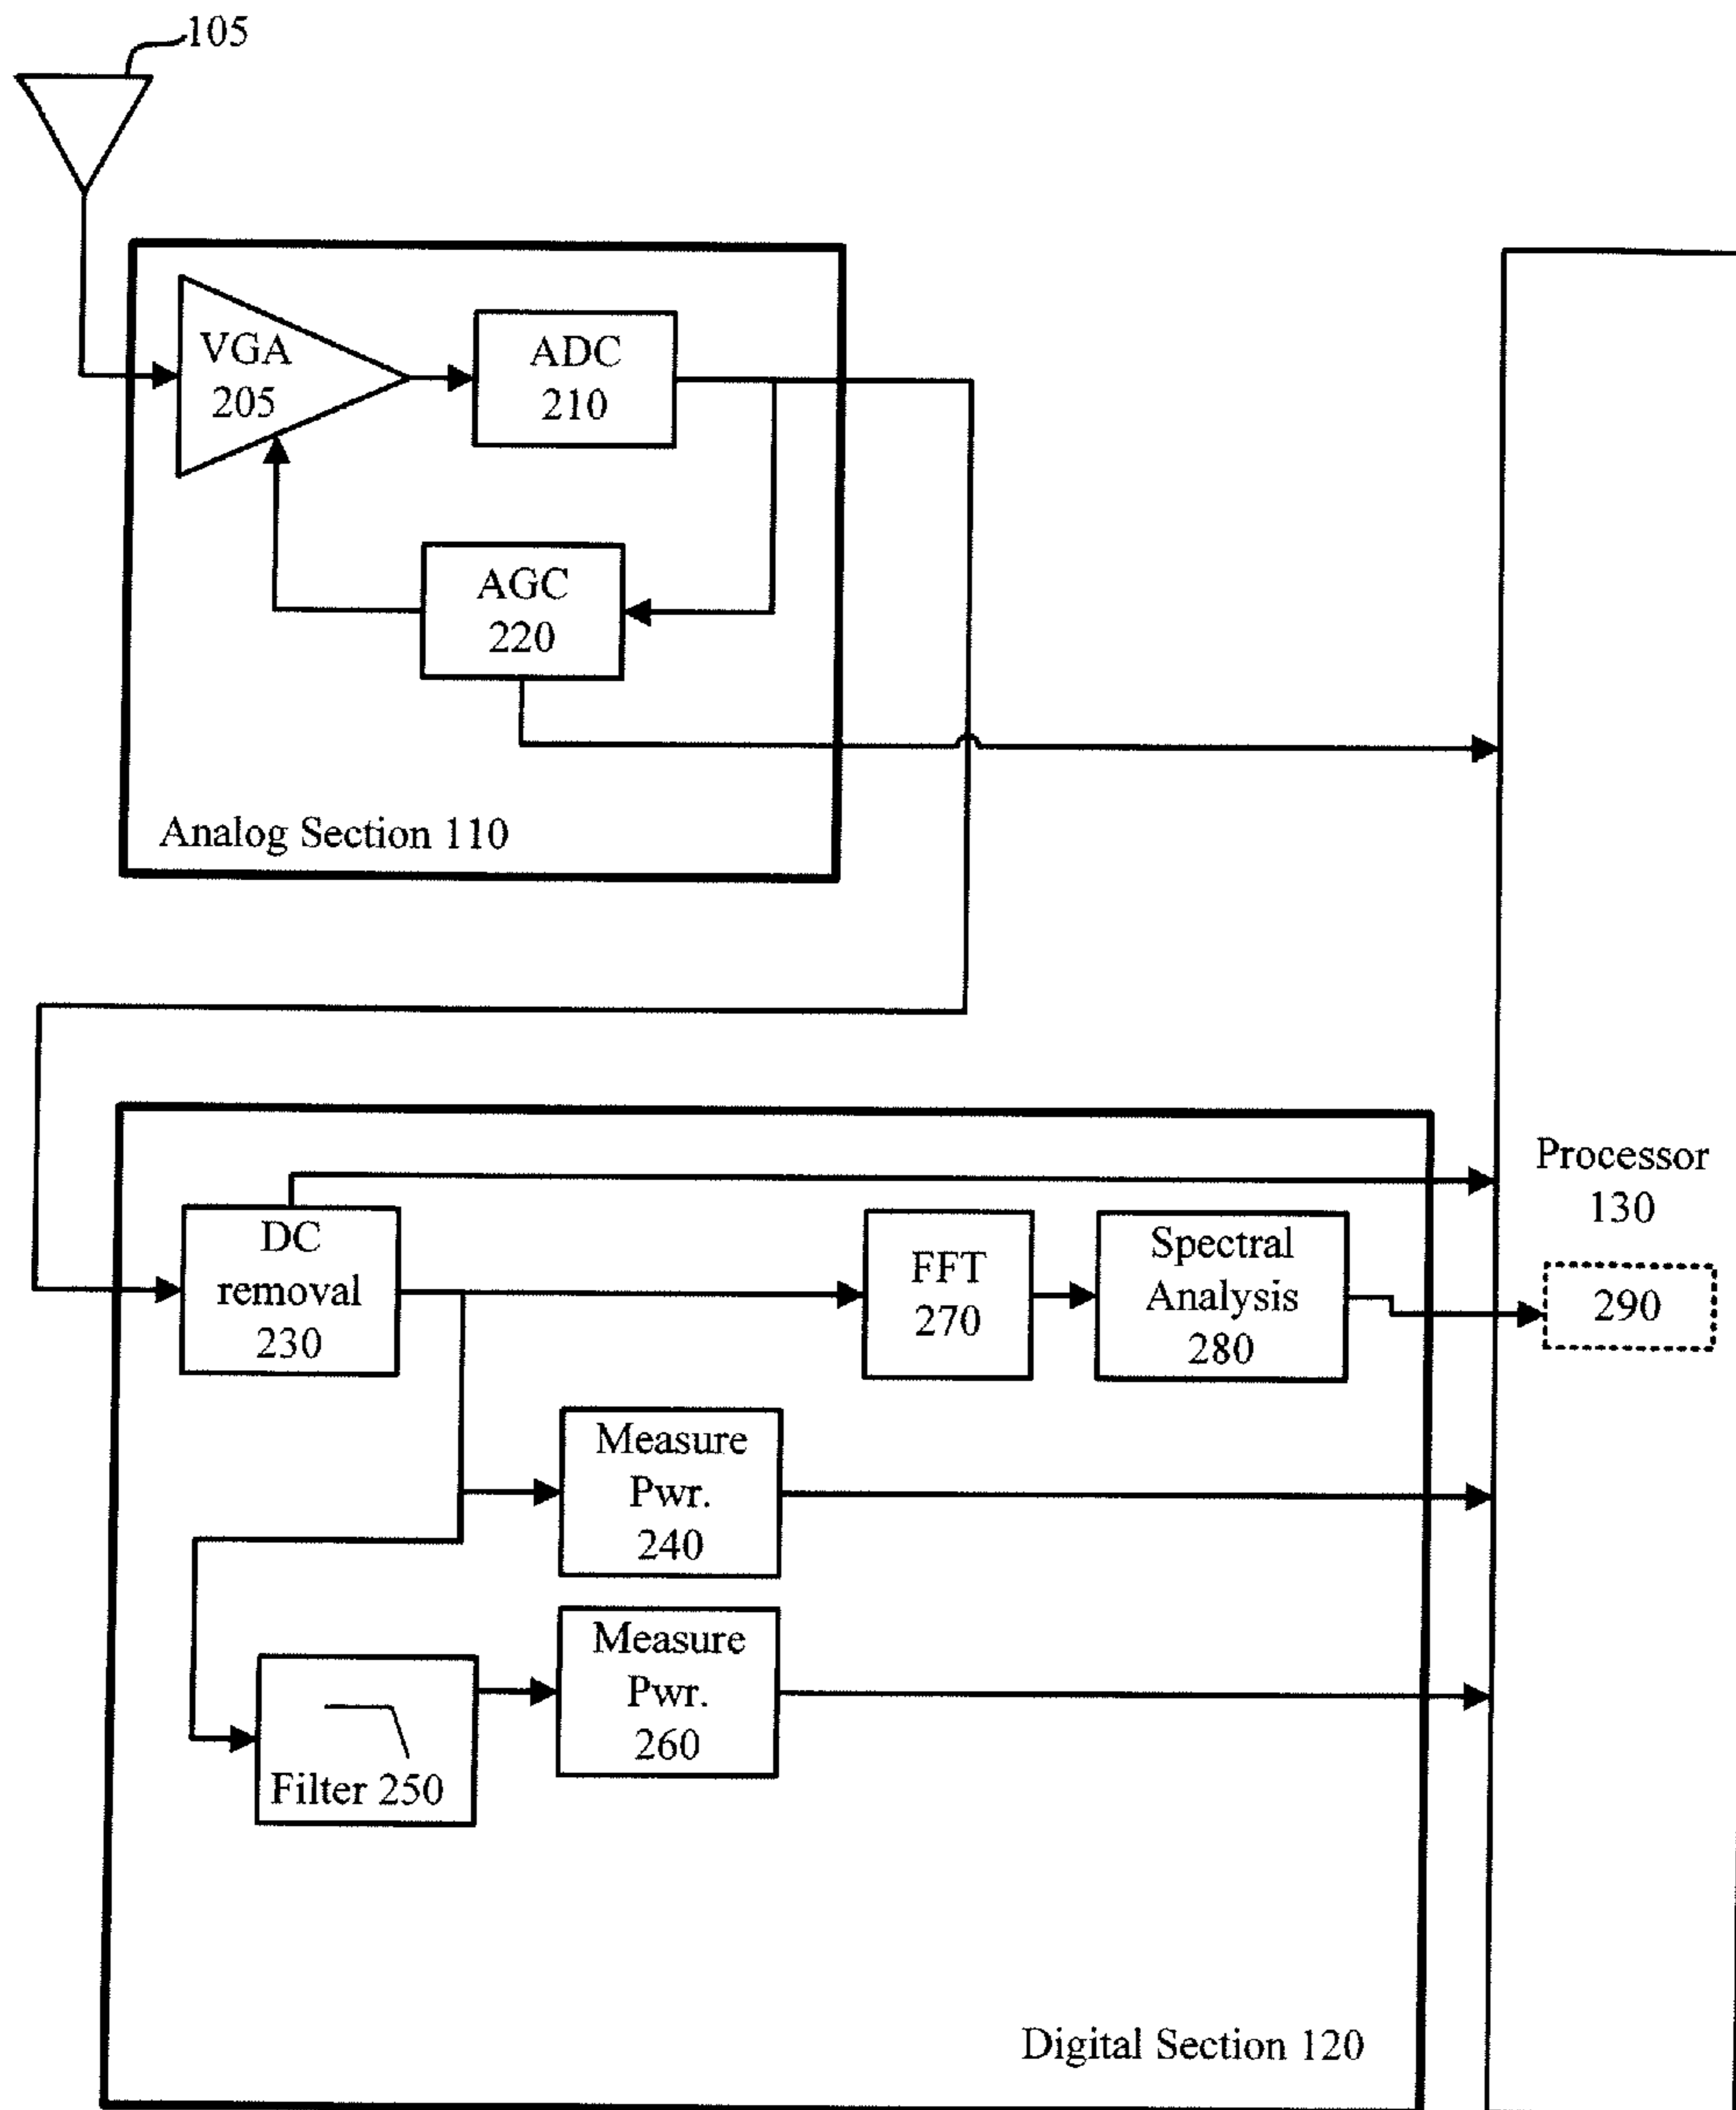 105
VGA
205
ADC
210
AGC
220
Analog Section 110
Processor
130
DC
removal
230
FFT
270
Spectral
Analysis
280
290
Measure
Pwr.
240
Measure
Pwr.
260
Filter 250
Digital Section 120